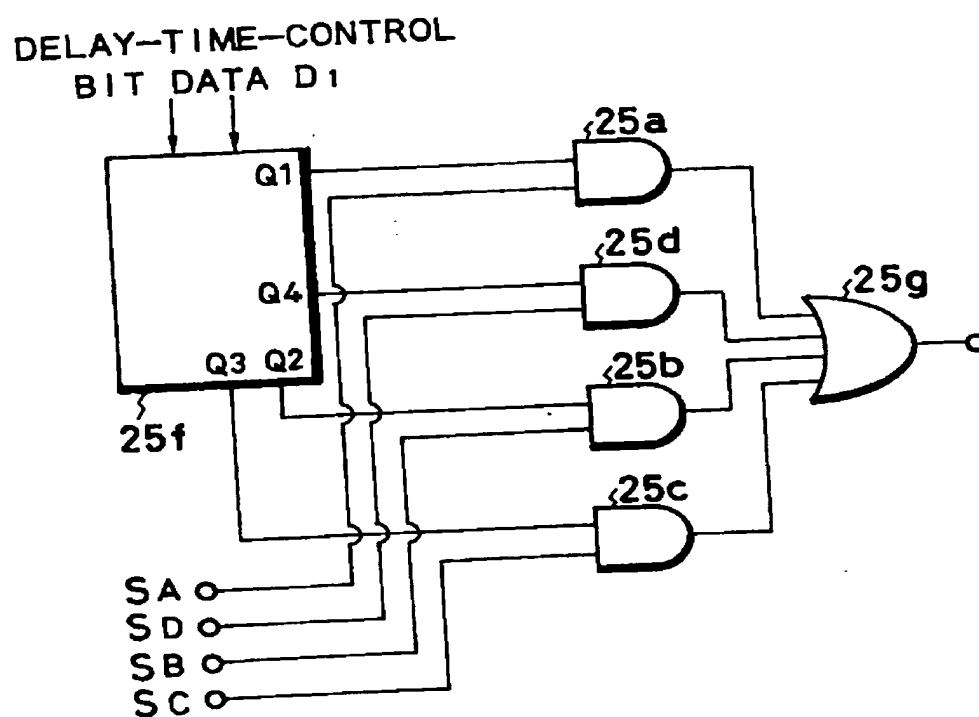 DELAY-TIME-CONTROL
BIT DATA D1
25a
Q1
25d
Q4
25g
Q3 Q2
25b
25f
25c
SA
SD
SB
SC